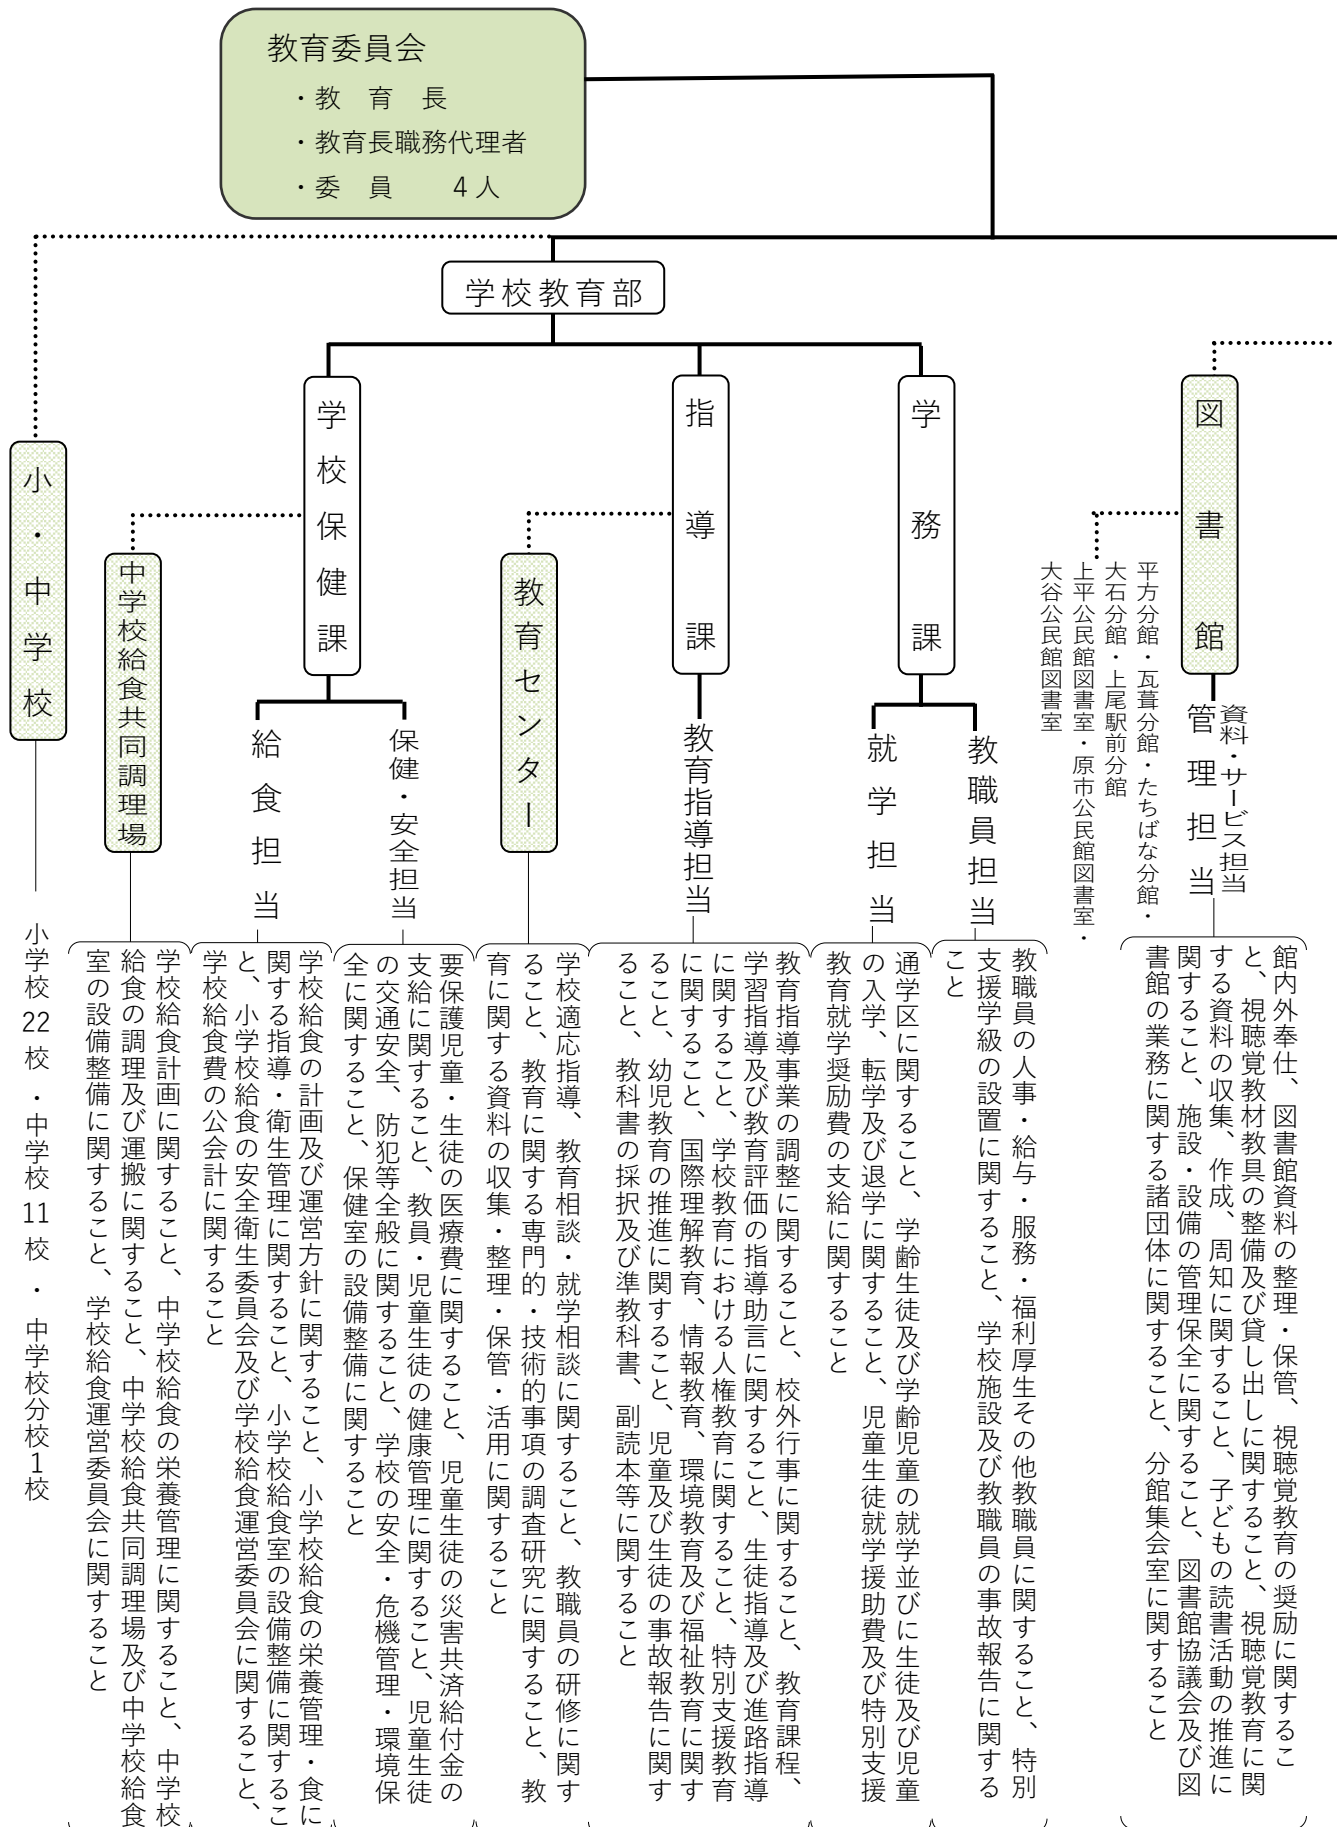 教育委員会
・教　育　長
・教育長職務代理者
・委　員　　4人
学校教育部
図書館
資料・サービス担当
管理担当
館内外奉仕、図書館資料の整理・保管、視聴覚教育の奨励に関するこ
と、視聴覚教材教具の整備及び貸し出しに関すること、視聴覚教育に関
する資料の収集、作成、周知に関すること、子どもの読書活動の推進に
関すること、施設・設備の管理保全に関すること、図書館協議会及び図
書館の業務に関する諸団体に関すること、分館集会室に関すること
平方分館・瓦葺分館・たちばな分館・
大石分館・上尾駅前分館
上平公民館図書室・原市公民館図書室・
大谷公民館図書室
学務課
教職員担当
教職員の人事・給与・服務・福利厚生その他教職員に関すること、特別
支援学級の設置に関すること、学校施設及び教職員の事故報告に関する
こと
就学担当
通学区に関すること、学齢生徒及び学齢児童の就学並びに生徒及び児童
の入学、転学及び退学に関すること、児童生徒就学援助費及び特別支援
教育就学奨励費の支給に関すること
指導課
教育指導担当
教育指導事業の調整に関すること、校外行事に関すること、教育課程、
学習指導及び教育評価の指導助言に関すること、生徒指導及び進路指導
に関すること、学校教育における人権教育に関すること、特別支援教育
に関すること、国際理解教育、情報教育、環境教育及び福祉教育に関す
ること、幼児教育の推進に関すること、児童及び生徒の事故報告に関す
ること、教科書の採択及び準教科書、副読本等に関すること
教育センター
学校適応指導、教育相談・就学相談に関すること、教職員の研修に関す
ること、教育に関する専門的・技術的事項の調査研究に関すること、教
育に関する資料の収集・整理・保管・活用に関すること
学校保健課
保健・安全担当
要保護児童・生徒の医療費に関すること、児童生徒の災害共済給付金の
支給に関すること、教員・児童生徒の健康管理に関すること、児童生徒
の交通安全、防犯等全般に関すること、学校の安全・危機管理・環境保
全に関すること、保健室の設備整備に関すること
給食担当
学校給食の計画及び運営方針に関すること、小学校給食の栄養管理・食に
関する指導・衛生管理に関すること、小学校給食室の設備整備に関するこ
と、小学校給食の安全衛生委員会及び学校給食運営委員会に関すること、
学校給食費の公会計に関すること
中学校給食共同調理場
学校給食計画に関すること、中学校給食の栄養管理に関すること、中学校
給食の調理及び運搬に関すること、中学校給食共同調理場及び中学校給食
室の設備整備に関すること、学校給食運営委員会に関すること
小・中学校
小学校 22 校 ・ 中学校 11 校 ・ 中学校分校 1 校